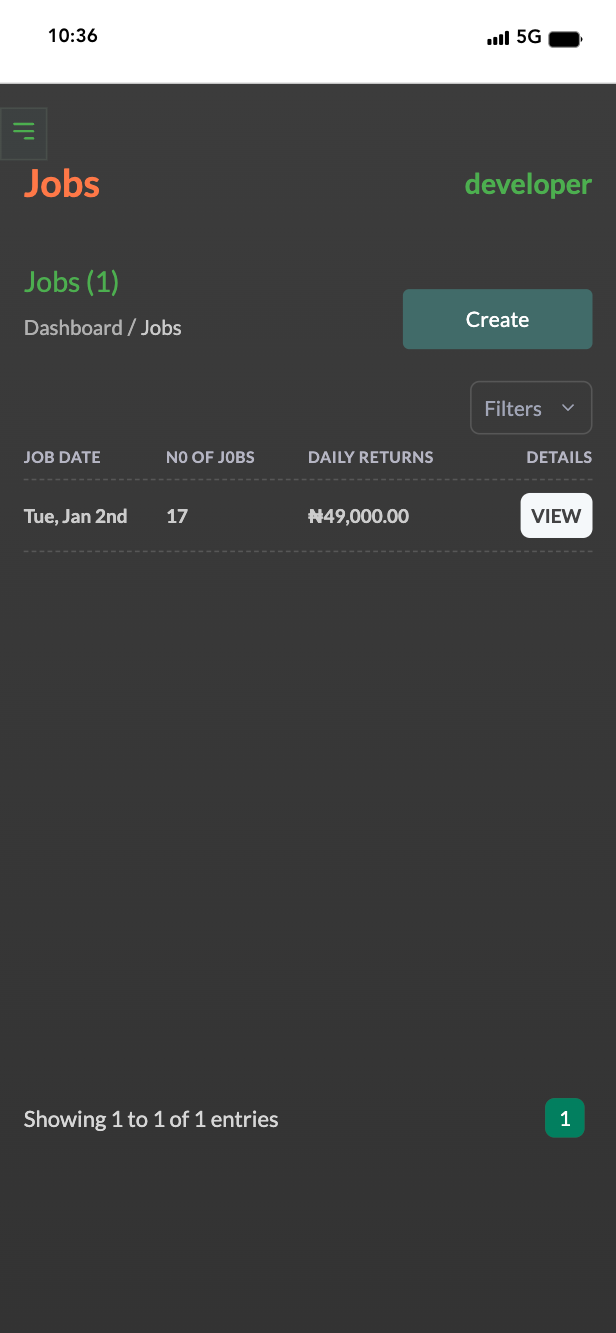 10:36 5G
Jobs developer
Jobs (1)
Dashboard / Jobs
Create
Filters
JOB DATE N0 OF J0BS DAILY RETURNS DETAILS
Tue, Jan 2nd 17 ₦49,000.00 VIEW
Showing 1 to 1 of 1 entries 1